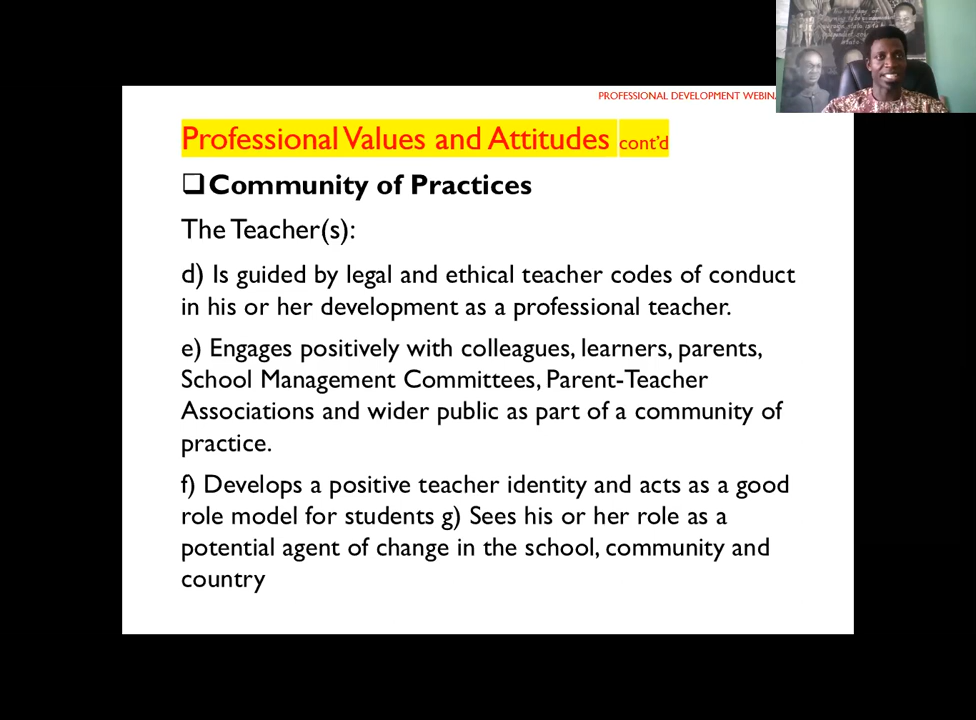 PROFESSIONAL DEVELOPMENT
Professional Values and Attitudes cont'd
❑Community of Practices
The Teacher(s):
d) Is guided by legal and ethical teacher codes of conduct
in his or her development as a professional teacher.
e) Engages positively with colleagues, learners, parents,
School Management Committees, Parent-Teacher
Associations and wider public as part of a community of
practice.
f) Develops a positive teacher identity and acts as a good
role model for students g) Sees his or her role as a
potential agent of change in the school, community and
country